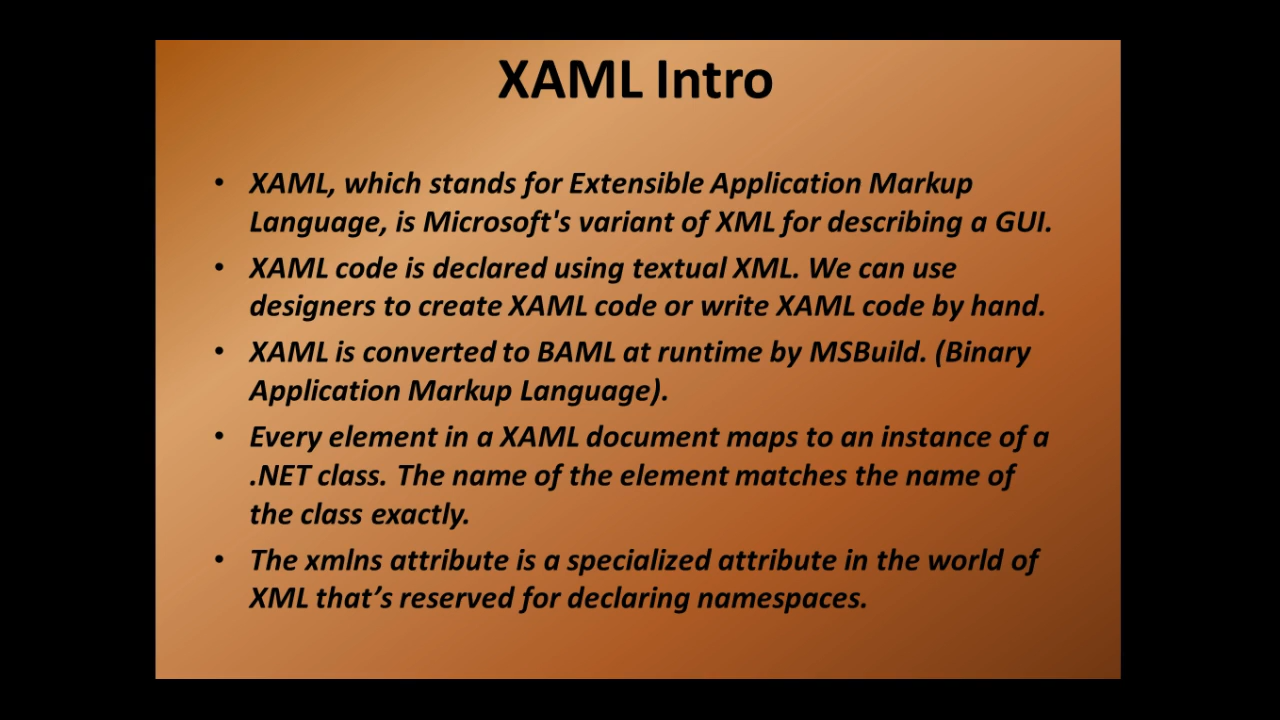 XAML Intro
• XAML, which stands for Extensible Application Markup
Language, is Microsoft's variant of XML for describing a GUI.
• XAML code is declared using textual XML. We can use
designers to create XAML code or write XAML code by hand.
• XAML is converted to BAML at runtime by MSBuild. (Binary
Application Markup Language).
• Every element in a XAML document maps to an instance of a
.NET class. The name of the element matches the name of
the class exactly.
• The xmlns attribute is a specialized attribute in the world of
XML that’s reserved for declaring namespaces.